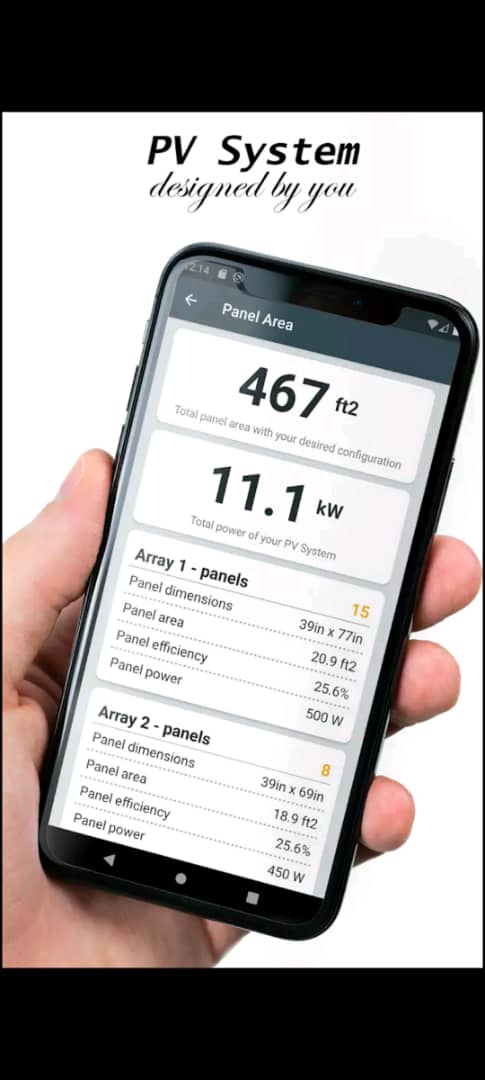 PV System
designed by you
2:14
Panel Area
467 ft2
Total panel area with your desired configuration
11.1 kW
Total power of your PV System
Array 1 - panels 15
Panel dimensions 39in x 77in
Panel area 20.9 ft2
Panel efficiency 25.6%
Panel power 500 W
Array 2 - panels 8
Panel dimensions 39in x 69in
Panel area 18.9 ft2
Panel efficiency 25.6%
Panel power 450 W